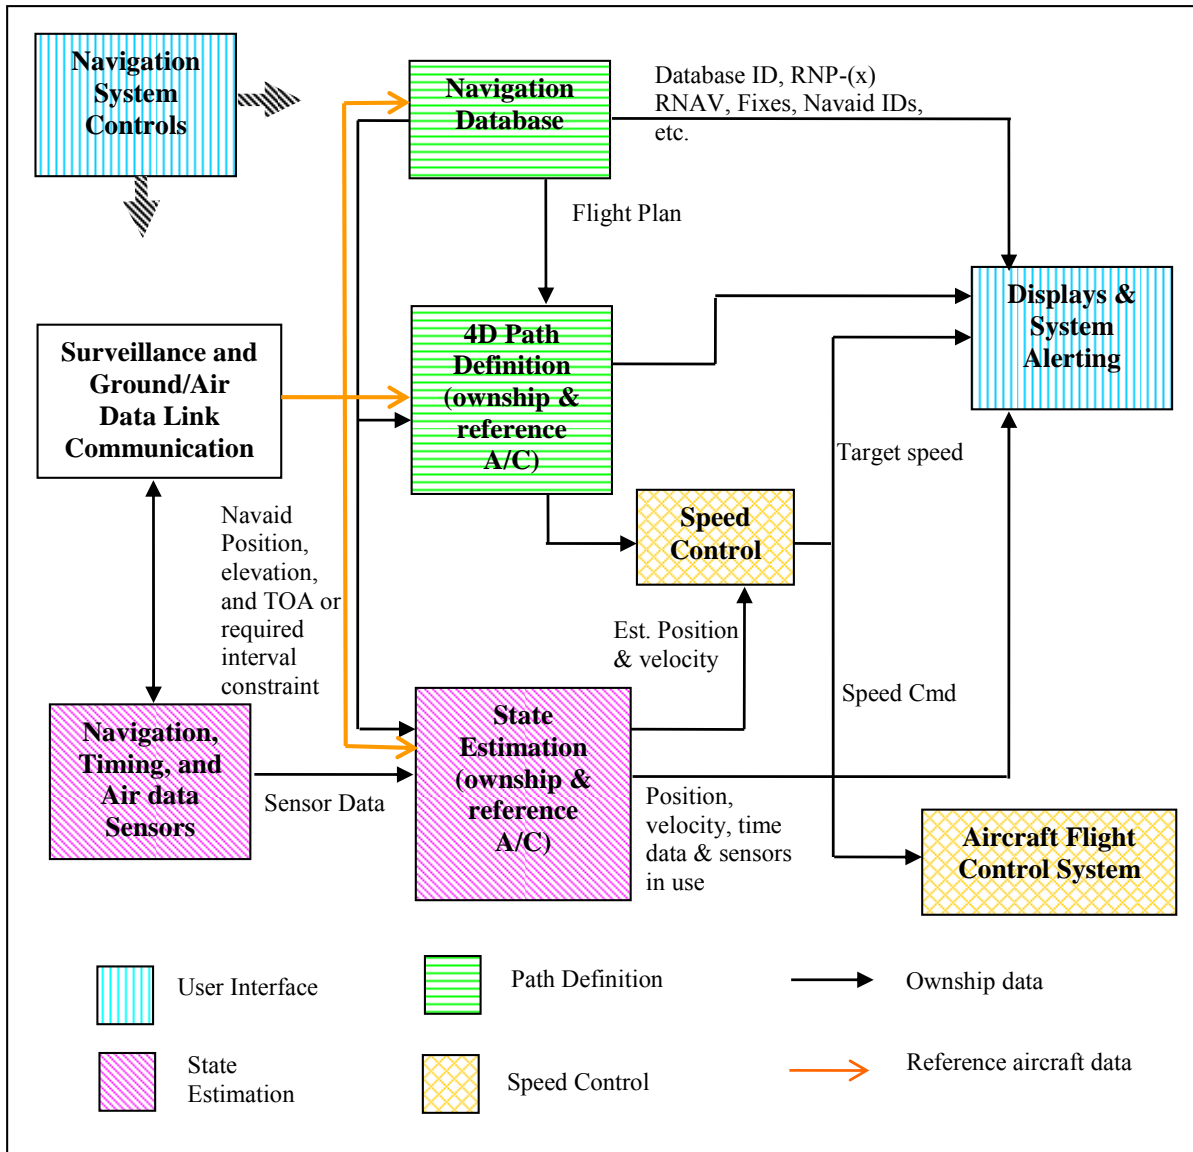 Navigation
System
Controls
Navigation
Database
Database ID, RNP-(x)
RNAV, Fixes, Navaid IDs,
etc.
Flight Plan
Surveillance and
Ground/Air
Data Link
Communication
4D Path
Definition
(ownship &
reference
A/C)
Displays &
System
Alerting
Target speed
Speed
Control
Navaid
Position,
elevation,
and TOA or
required
interval
constraint
Est. Position
& velocity
Speed Cmd
Navigation,
Timing, and
Air data
Sensors
Sensor Data
State
Estimation
(ownship &
reference
A/C)
Position,
velocity, time
data & sensors
in use
Aircraft Flight
Control System
User Interface
Path Definition
Ownship data
State
Estimation
Speed Control
Reference aircraft data